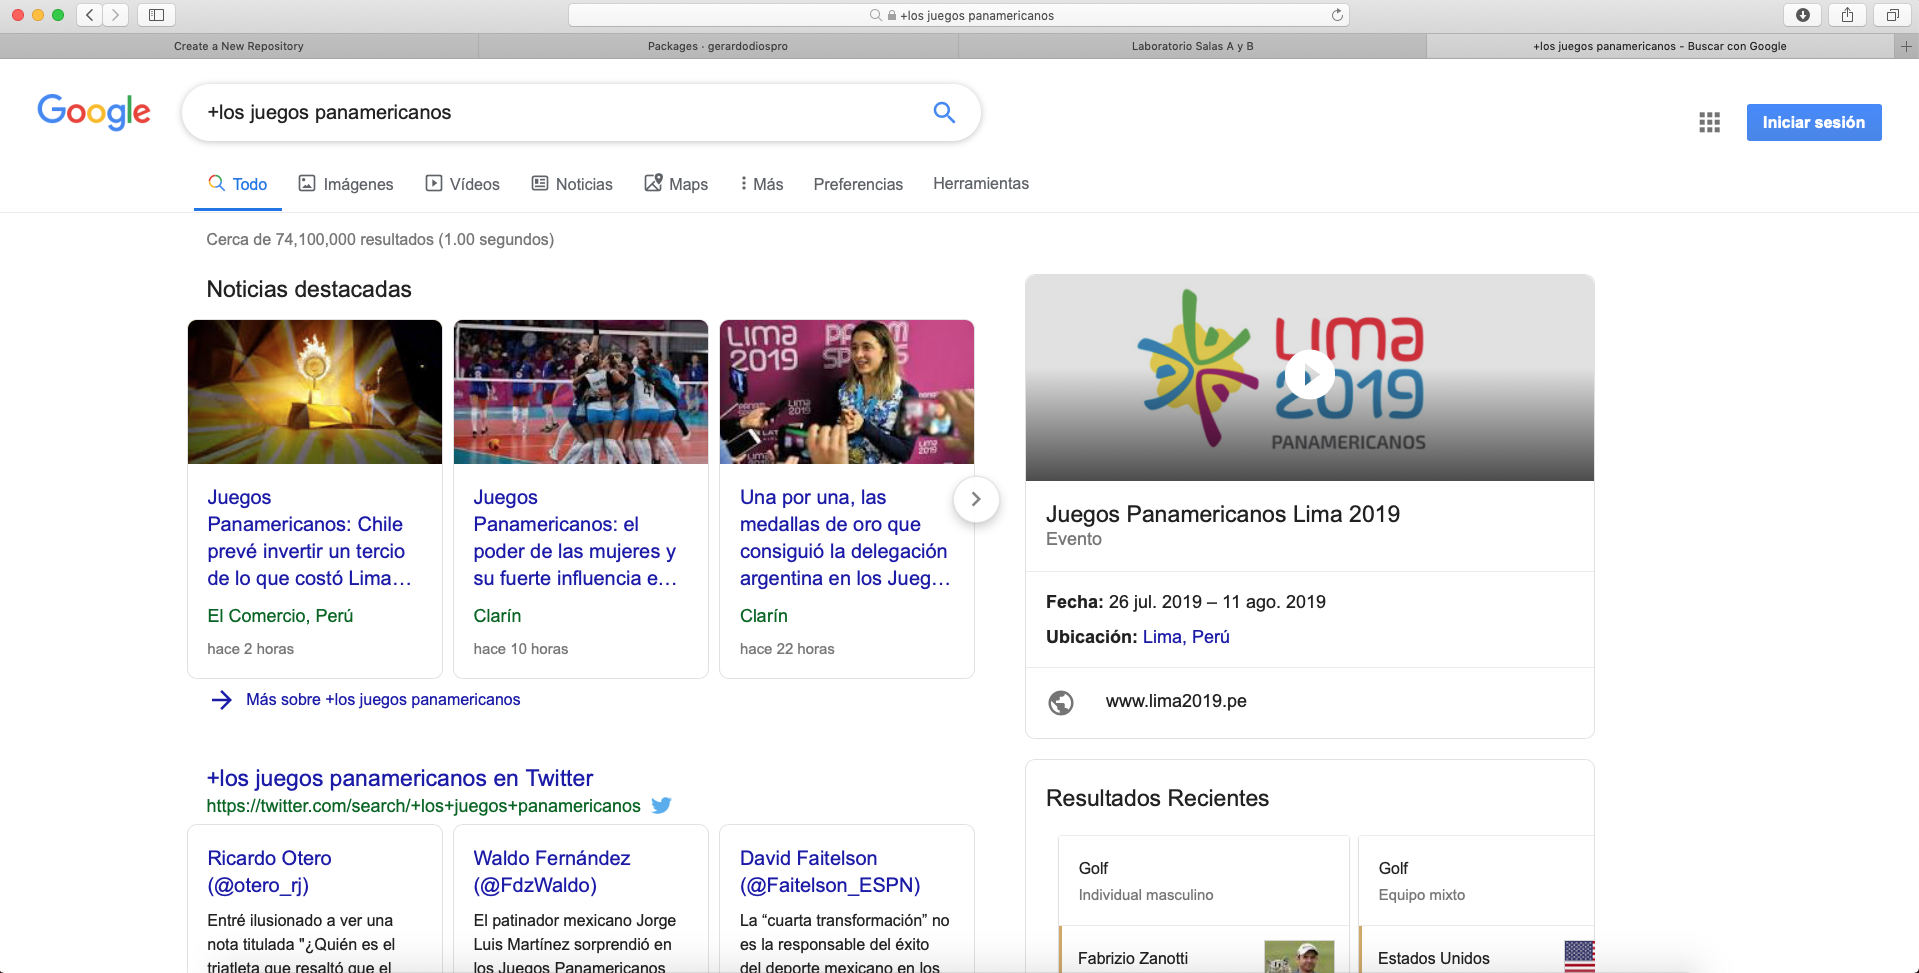 +los juegos panamericanos
Create a New Repository
Packages · gerardodiospro
Laboratorio Salas A y B
+los juegos panamericanos - Buscar con Google
Google
+los juegos panamericanos
Iniciar sesión
Todo
Imágenes
Vídeos
Noticias
Maps
Más
Preferencias
Herramientas
Cerca de 74,100,000 resultados (1.00 segundos)
Noticias destacadas
LIMA
2019
Juegos
Panamericanos: Chile
prevé invertir un tercio
de lo que costó Lima…
El Comercio, Perú
hace 2 horas
Juegos
Panamericanos: el
poder de las mujeres y
su fuerte influencia e…
Clarín
hace 10 horas
Una por una, las
medallas de oro que
consiguió la delegación
argentina en los Jueg…
Clarín
hace 22 horas
Más sobre +los juegos panamericanos
LIMA
2019
PANAMERICANOS
Juegos Panamericanos Lima 2019
Evento
Fecha: 26 jul. 2019 – 11 ago. 2019
Ubicación: Lima, Perú
www.lima2019.pe
+los juegos panamericanos en Twitter
https://twitter.com/search/+los+juegos+panamericanos
Ricardo Otero
(@otero_rj)
Entré ilusionado a ver una
nota titulada "¿Quién es el
triatleta que resaltó que el
Waldo Fernández
(@FdzWaldo)
El patinador mexicano Jorge
Luis Martínez sorprendió en
los Juegos Panamericanos
David Faitelson
(@Faitelson_ESPN)
La “cuarta transformación” no
es la responsable del éxito
del deporte mexicano en los
Resultados Recientes
Golf
Individual masculino
Fabrizio Zanotti
Golf
Equipo mixto
Estados Unidos